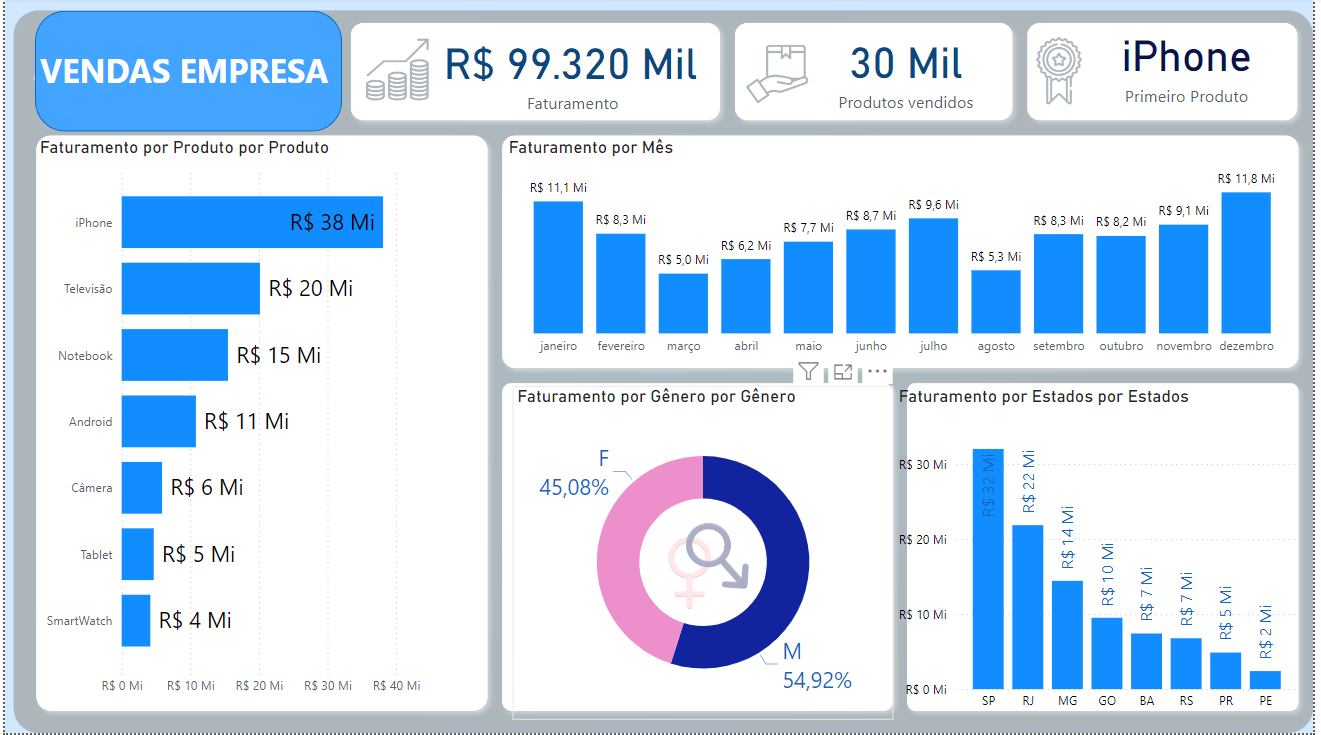 VENDAS EMPRESA
R$ 99.320 Mil
Faturamento
30 Mil
Produtos vendidos
iPhone
Primeiro Produto
Faturamento por Produto por Produto
iPhone
R$ 38 Mi
Televisão
R$ 20 Mi
Notebook
R$ 15 Mi
Android
R$ 11 Mi
Câmera
R$ 6 Mi
Tablet
R$ 5 Mi
SmartWatch
R$ 4 Mi
R$ 0 Mi R$ 10 Mi R$ 20 Mi R$ 30 Mi R$ 40 Mi
Faturamento por Mês
R$ 11,1 Mi
R$ 8,3 Mi
R$ 5,0 Mi
R$ 6,2 Mi
R$ 7,7 Mi
R$ 8,7 Mi
R$ 9,6 Mi
R$ 5,3 Mi
R$ 8,3 Mi
R$ 8,2 Mi
R$ 9,1 Mi
R$ 11,8 Mi
janeiro fevereiro março abril maio junho julho agosto setembro outubro novembro dezembro
Faturamento por Gênero por Gênero
F
45,08%
M
54,92%
Faturamento por Estados por Estados
R$ 30 Mi
R$ 20 Mi
R$ 10 Mi
R$ 0 Mi
R$ 32 Mi
R$ 22 Mi
R$ 14 Mi
R$ 10 Mi
R$ 7 Mi
R$ 7 Mi
R$ 5 Mi
R$ 2 Mi
SP RJ MG GO BA RS PR PE